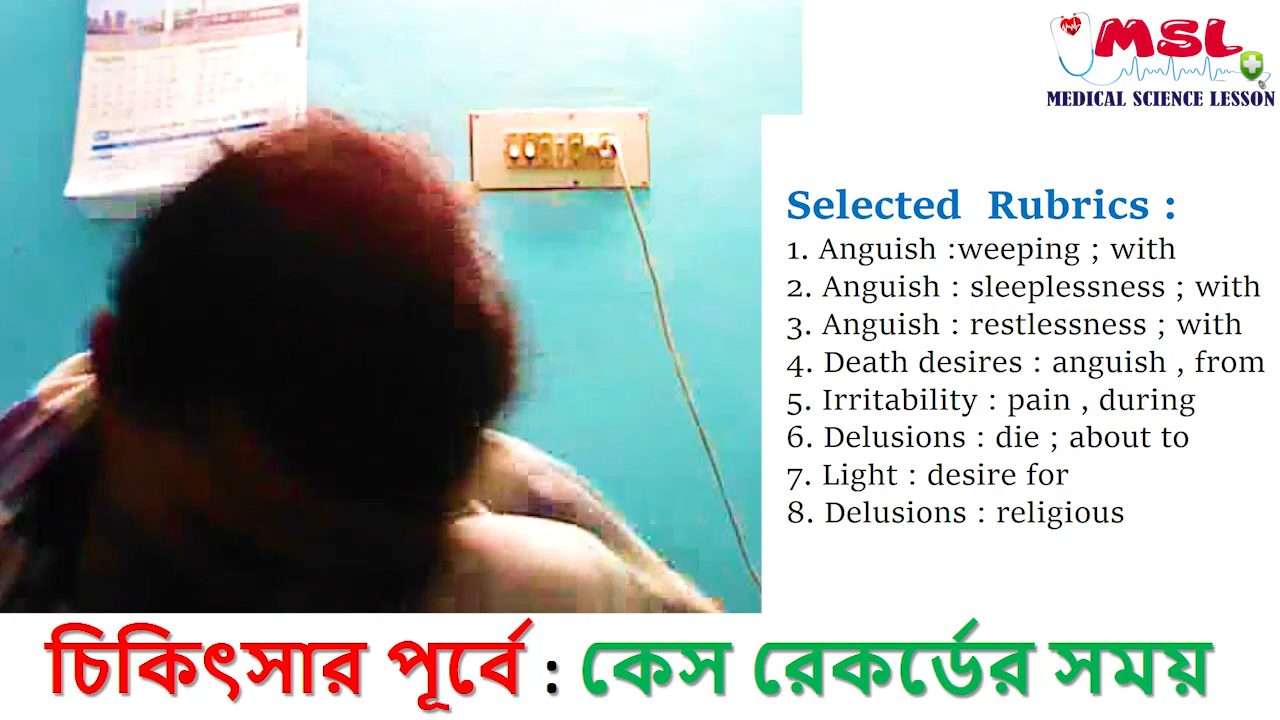 MSL
MEDICAL SCIENCE LESSON
Selected Rubrics :
1. Anguish :weeping ; with
2. Anguish : sleeplessness ; with
3. Anguish : restlessness ; with
4. Death desires : anguish , from
5. Irritability : pain , during
6. Delusions : die ; about to
7. Light : desire for
8. Delusions : religious
চিকিৎসার পূর্বে : কেস রেকর্ডের সময়